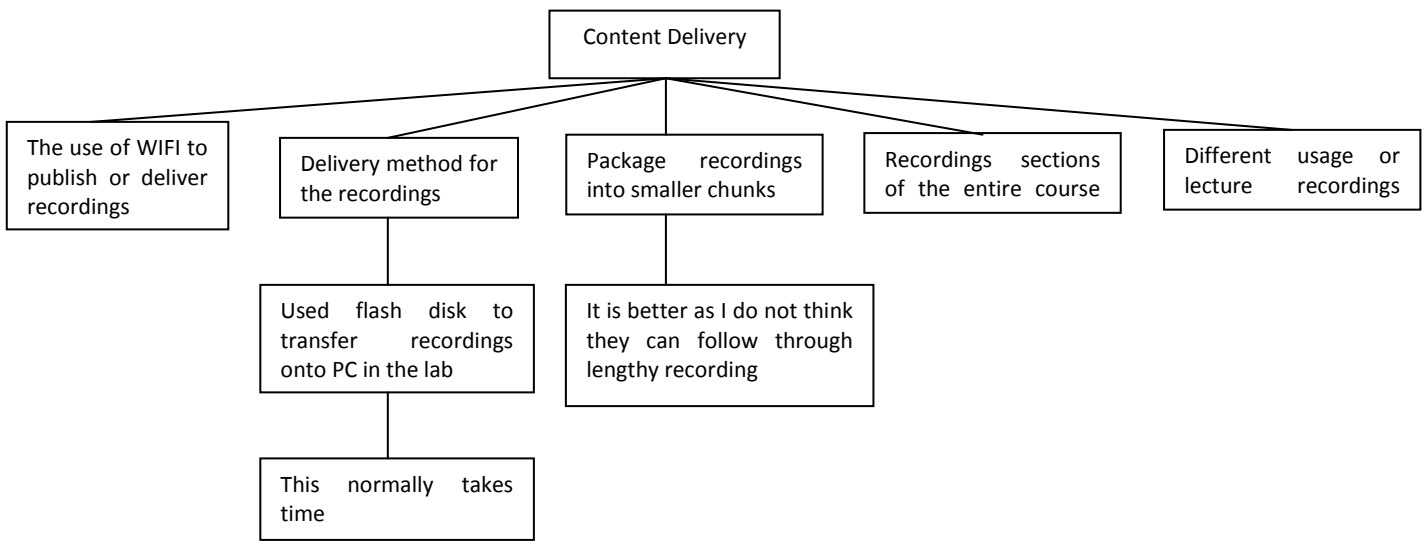 Content Delivery
The use of WIFI to
publish or deliver
recordings
Delivery method for
the recordings
Package recordings
into smaller chunks
Recordings sections
of the entire course
Different usage or
lecture recordings
Used flash disk to
transfer recordings
onto PC in the lab
It is better as I do not think
they can follow through
lengthy recording
This normally takes
time